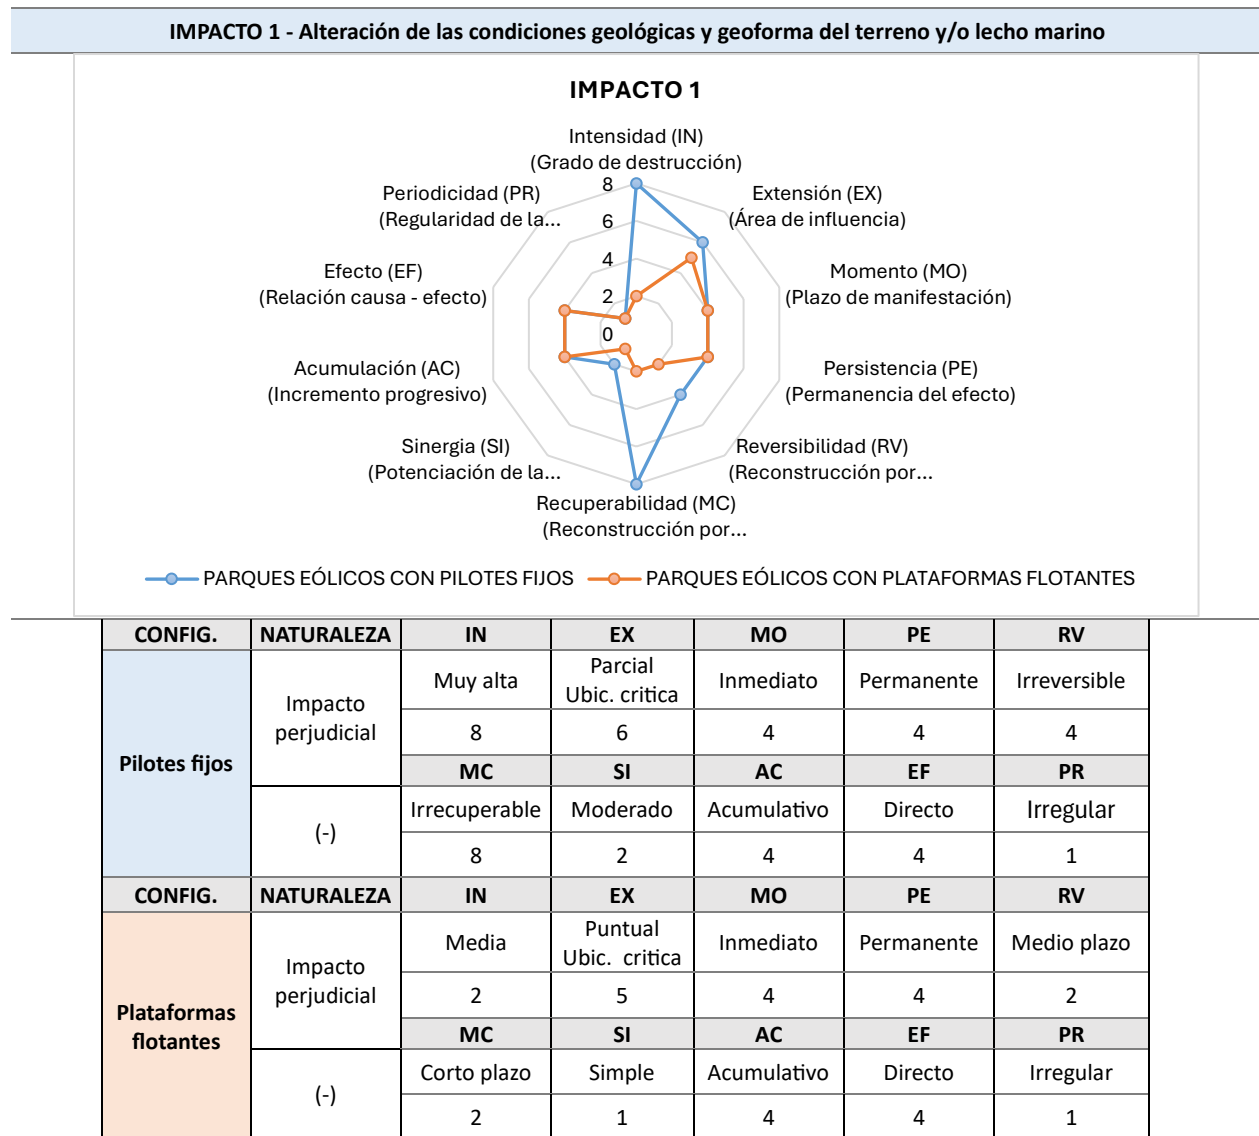 IMPACTO 1 - Alteración de las condiciones geológicas y geoforma del terreno y/o lecho marino
IMPACTO 1
Intensidad (IN)
(Grado de destrucción)
Periodicidad (PR)
(Regularidad de la...
Extensión (EX)
(Área de influencia)
Efecto (EF)
(Relación causa - efecto)
Momento (MO)
(Plazo de manifestación)
Acumulación (AC)
(Incremento progresivo)
Persistencia (PE)
(Permanencia del efecto)
Sinergia (SI)
(Potenciación de la...
Reversibilidad (RV)
(Reconstrucción por...
Recuperabilidad (MC)
(Reconstrucción por...
8
6
4
2
0
PARQUES EÓLICOS CON PILOTES FIJOS PARQUES EÓLICOS CON PLATAFORMAS FLOTANTES
CONFIG. NATURALEZA IN EX MO PE RV
Pilotes fijos
Impacto
perjudicial
Muy alta Parcial Inmediato Permanente Irreversible
Ubic. critica
8 6 4 4 4
MC SI AC EF PR
(-)
Irrecuperable Moderado Acumulativo Directo Irregular
8 2 4 4 1
CONFIG. NATURALEZA IN EX MO PE RV
Plataformas
flotantes
Impacto
perjudicial
Media Puntual Inmediato Permanente Medio plazo
Ubic. critica
2 5 4 4 2
MC SI AC EF PR
(-)
Corto plazo Simple Acumulativo Directo Irregular
2 1 4 4 1